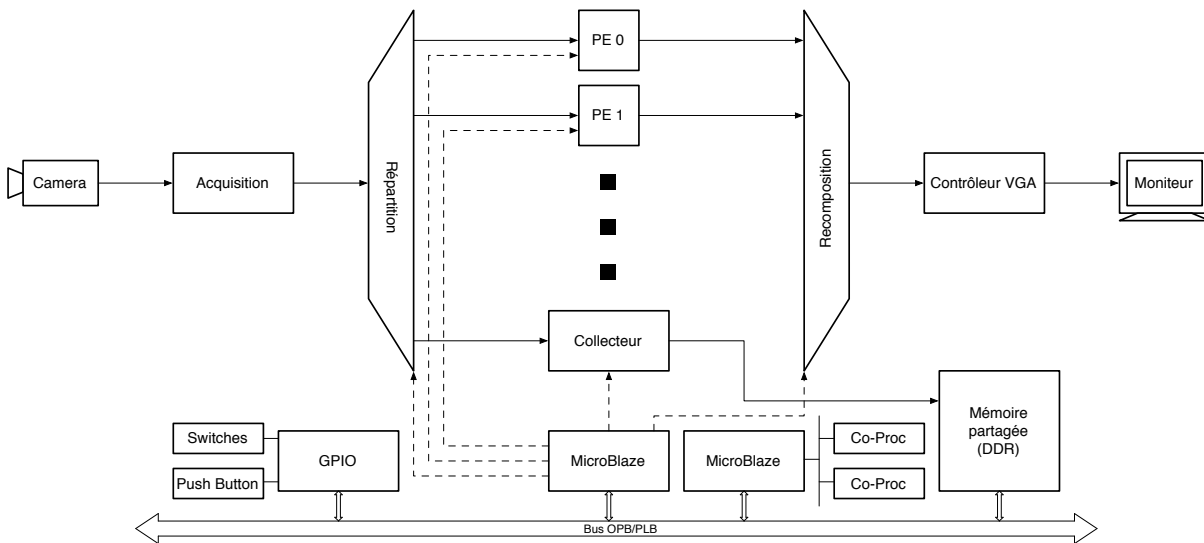 PE 0
PE 1
Camera
Acquisition
Répartition
Recomposition
Contrôleur VGA
Moniteur
Collecteur
Switches
Push Button
GPIO
MicroBlaze
MicroBlaze
Co-Proc
Co-Proc
Mémoire
partagée
(DDR)
Bus OPB/PLB